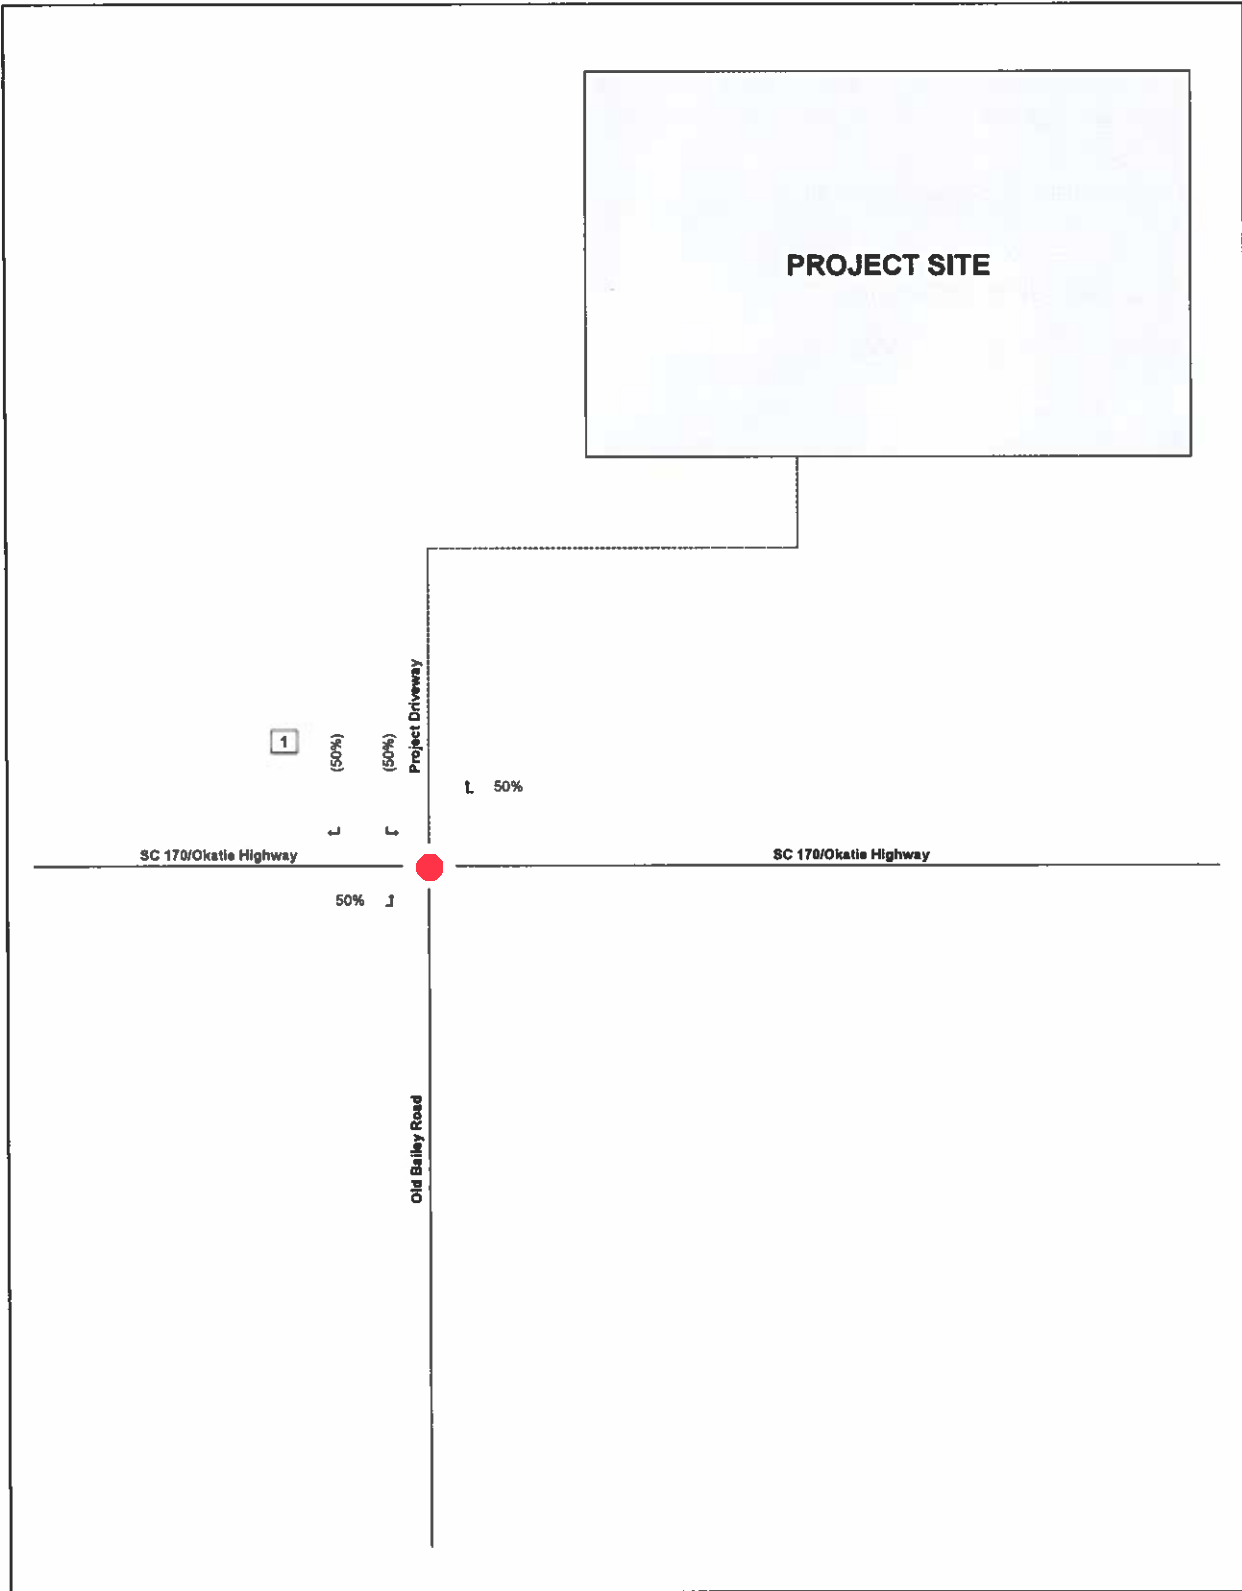 PROJECT SITE
Project Driveway
1
(50%)
(50%)
50%
SC 170/Okatie Highway
SC 170/Okatie Highway
50%
Old Bailey Road